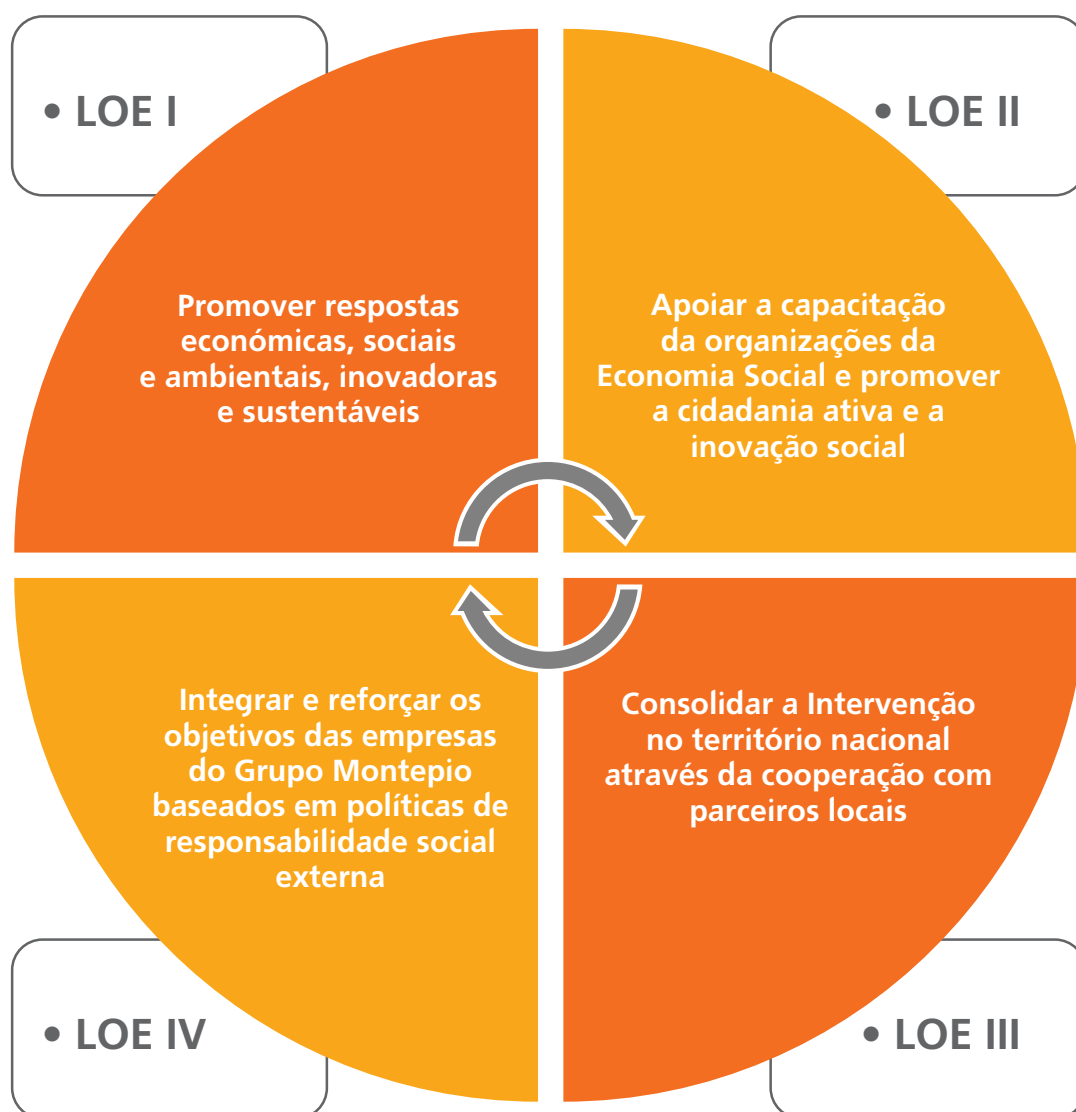 • LOE I
Promover respostas
económicas, sociais
e ambientais, inovadoras
e sustentáveis
• LOE II
Apoiar a capacitação
da organizações da
Economia Social e promover
a cidadania ativa e a
inovação social
Integrar e reforçar os
objetivos das empresas
do Grupo Montepio
baseados em políticas de
responsabilidade social
externa
• LOE IV
Consolidar a Intervenção
no território nacional
através da cooperação com
parceiros locais
• LOE III